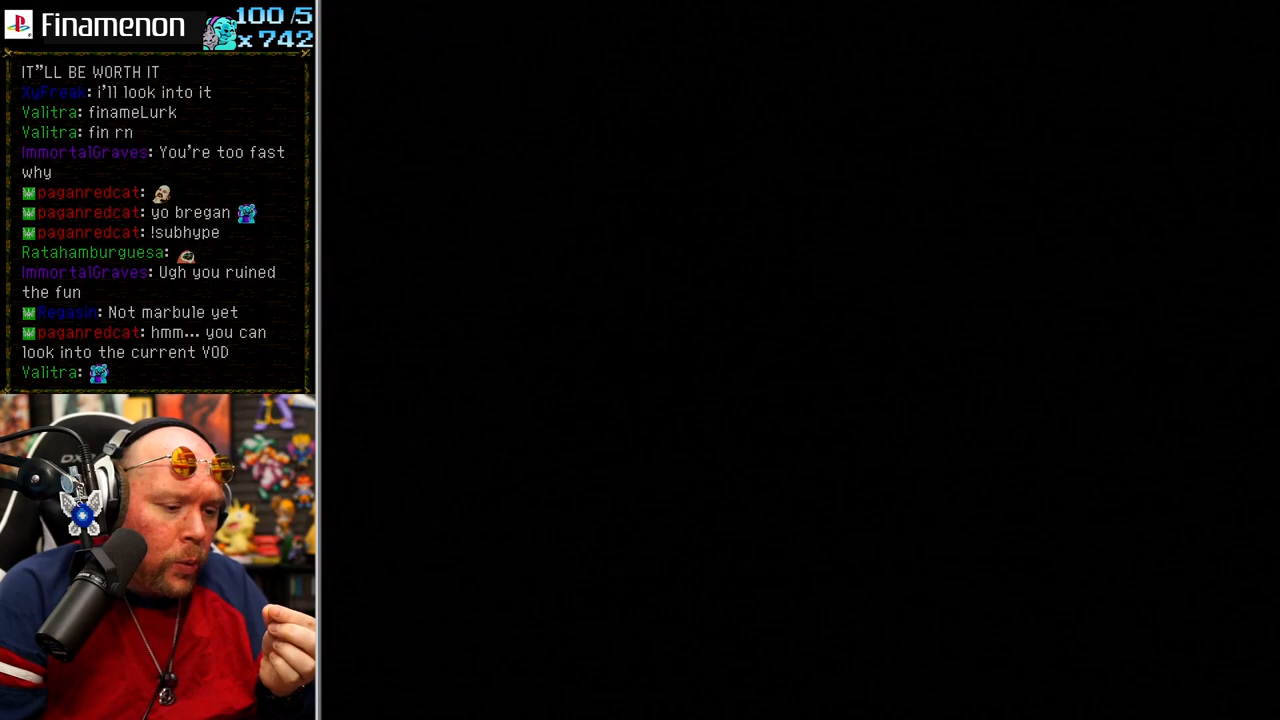 Finamenon
100/5
x 742
IT"LL BE WORTH IT
XyFreak: i'll look into it
Valitra: finameLurk
Valitra: fin rn
ImmortalGraves: You're too fast
why
paganredcat:
paganredcat: yo bregan
paganredcat: !subhype
Ratahamburguesa:
ImmortalGraves: Ugh you ruined
the fun
Regasin: Not marbule yet
paganredcat: hmm... you can
look into the current VOD
Valitra: